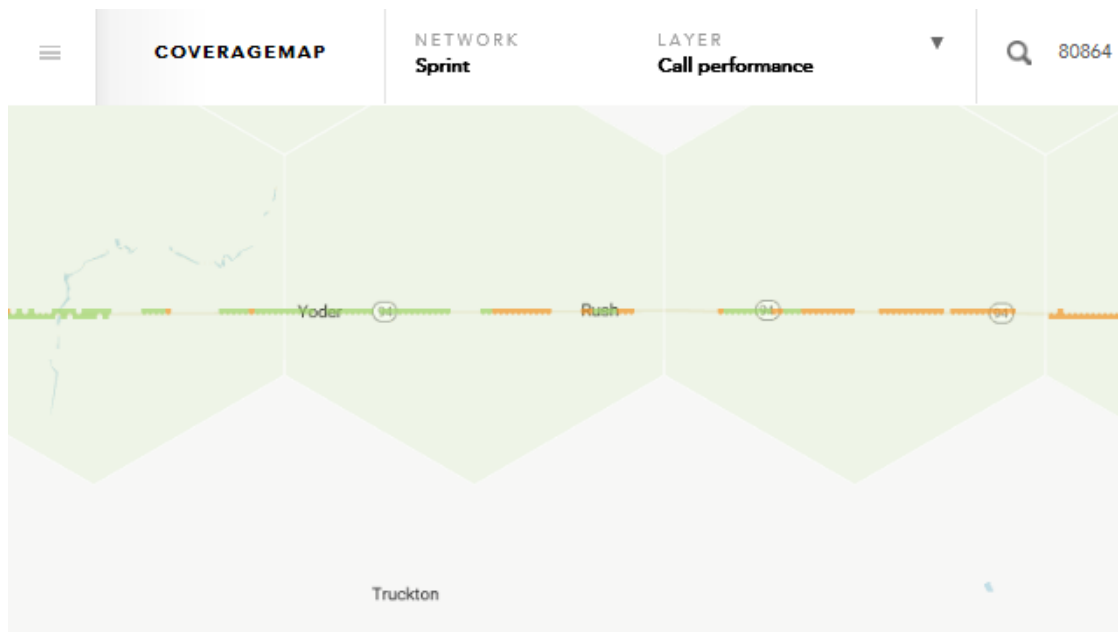 COVERAGEMAP
NETWORK
Sprint
LAYER
Call performance
80864
Yoder
94
Rush
94
94
Truckton